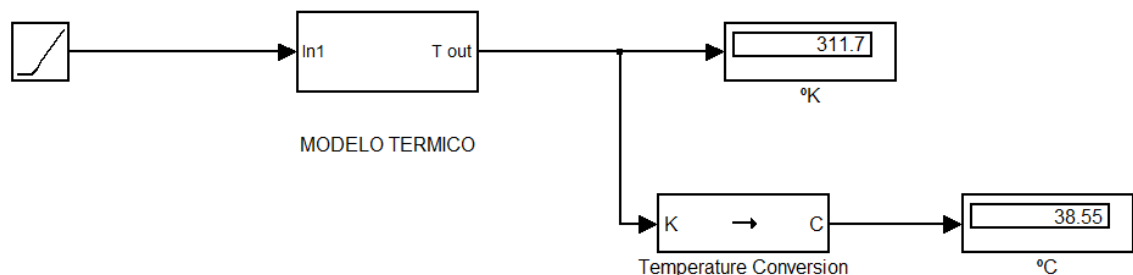 In1
T out
311.7
ºK
MODELO TERMICO
K
C
38.55
Temperature Conversion
ºC